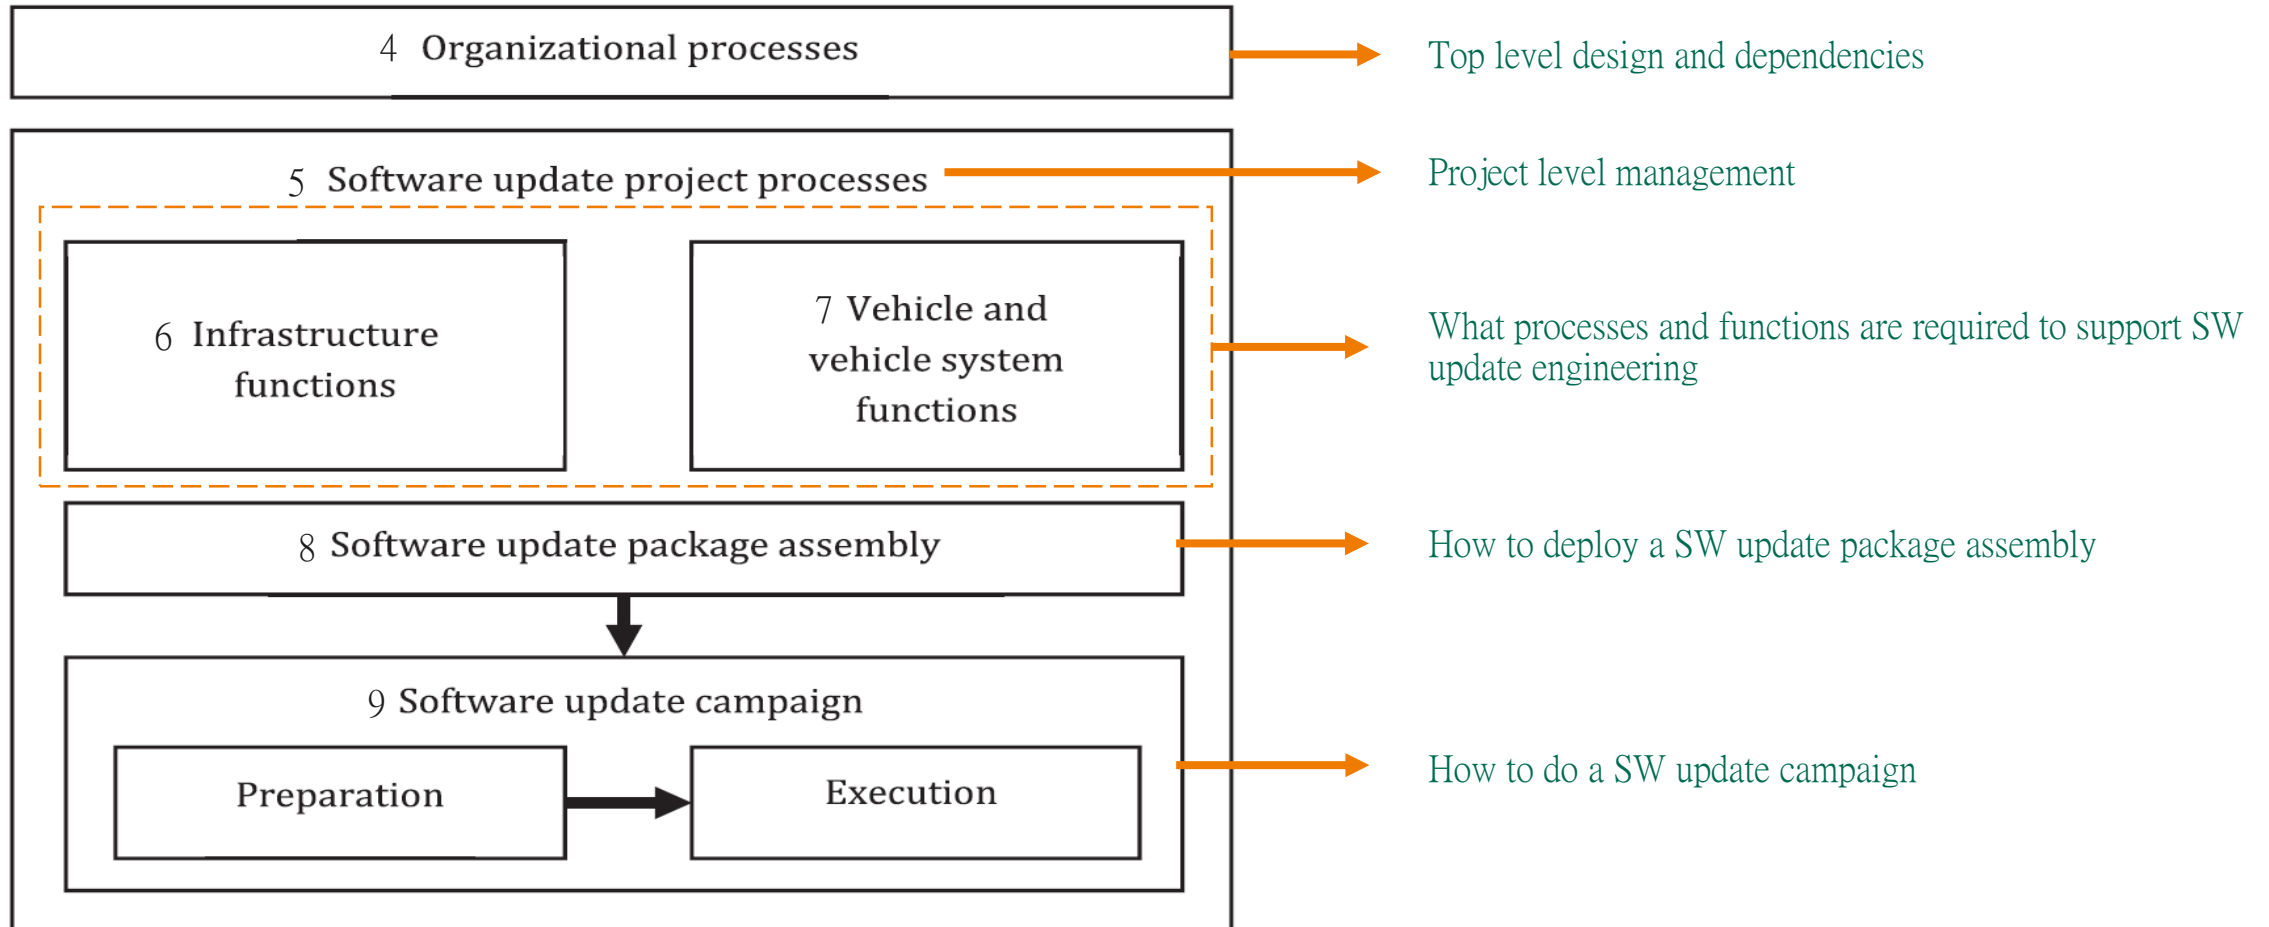 4 Organizational processes
Top level design and dependencies
5 Software update project processes
Project level management
6 Infrastructure
functions
7 Vehicle and
vehicle system
functions
What processes and functions are required to support SW
update engineering
8 Software update package assembly
How to deploy a SW update package assembly
9 Software update campaign
Preparation
Execution
How to do a SW update campaign